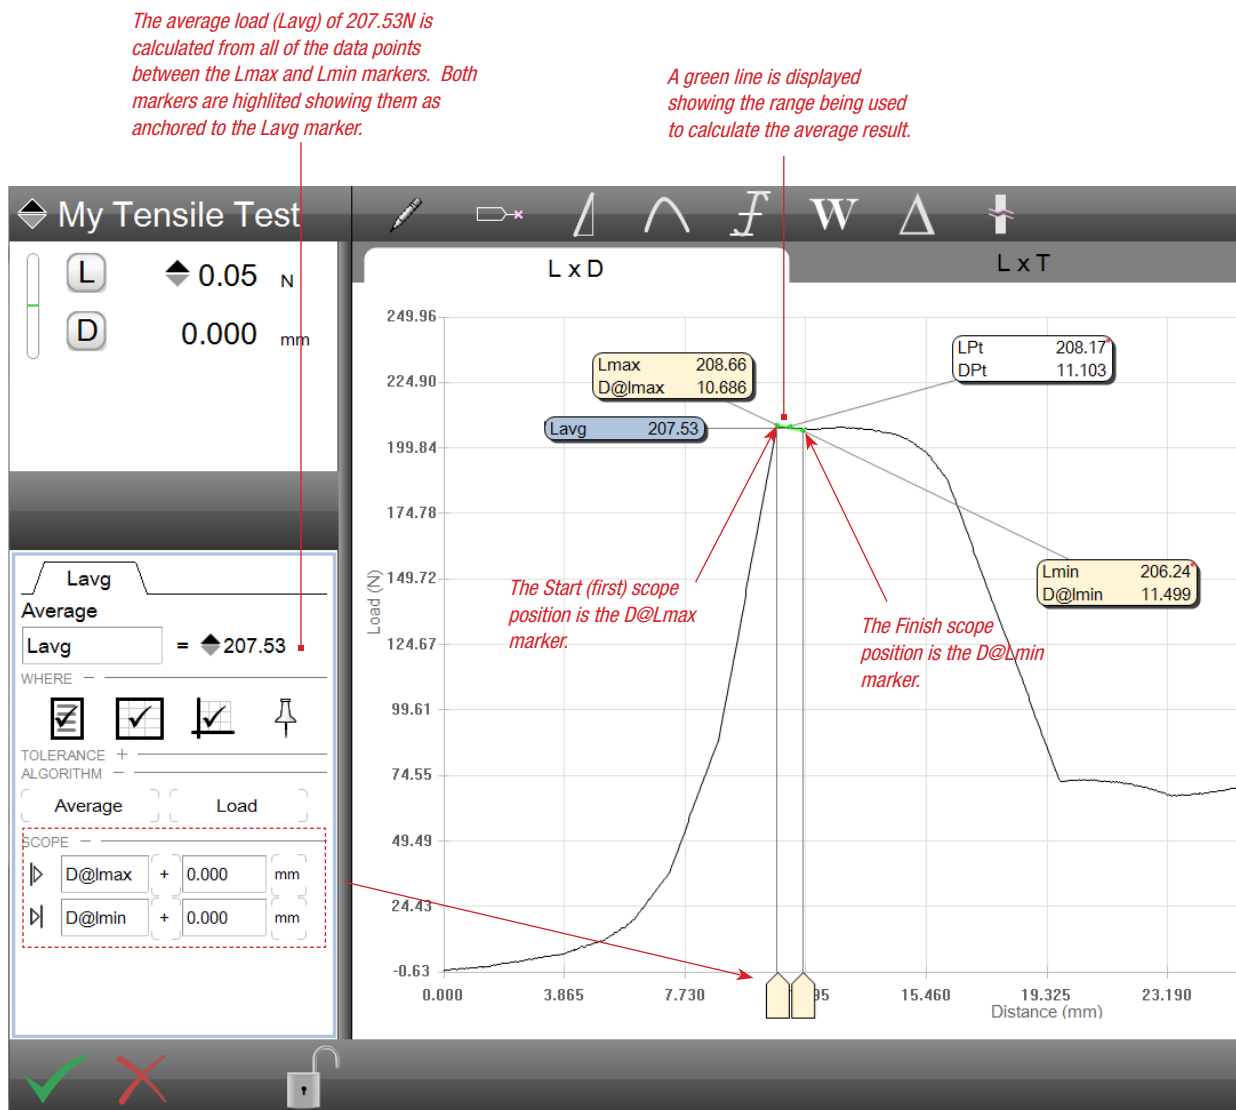 The average load (Lavg) of 207.53N is
calculated from all of the data points
between the Lmax and Lmin markers. Both
markers are highlited showing them as
anchored to the Lavg marker.
A green line is displayed
showing the range being used
to calculate the average result.
My Tensile Test
W
L 0.05 N
D 0.000 mm
L x D
L x T
249.96
224.90
199.84
174.78
149.72
124.67
99.61
74.55
49.49
24.43
-0.63
Load (N)
Lmax 208.66
D@lmax 10.686
LPt 208.17
DPt 11.103
Lavg 207.53
Lmin 206.24
D@lmin 11.499
The Start (first) scope
position is the D@Lmax
marker.
The Finish scope
position is the D@Lmin
marker.
0.000 3.865 7.730 15.460 19.325 23.190
Distance (mm)
Lavg
Average
Lavg = 207.53
WHERE –
TOLERANCE +
ALGORITHM –
Average Load
SCOPE –
D@lmax + 0.000 mm
D@lmin + 0.000 mm